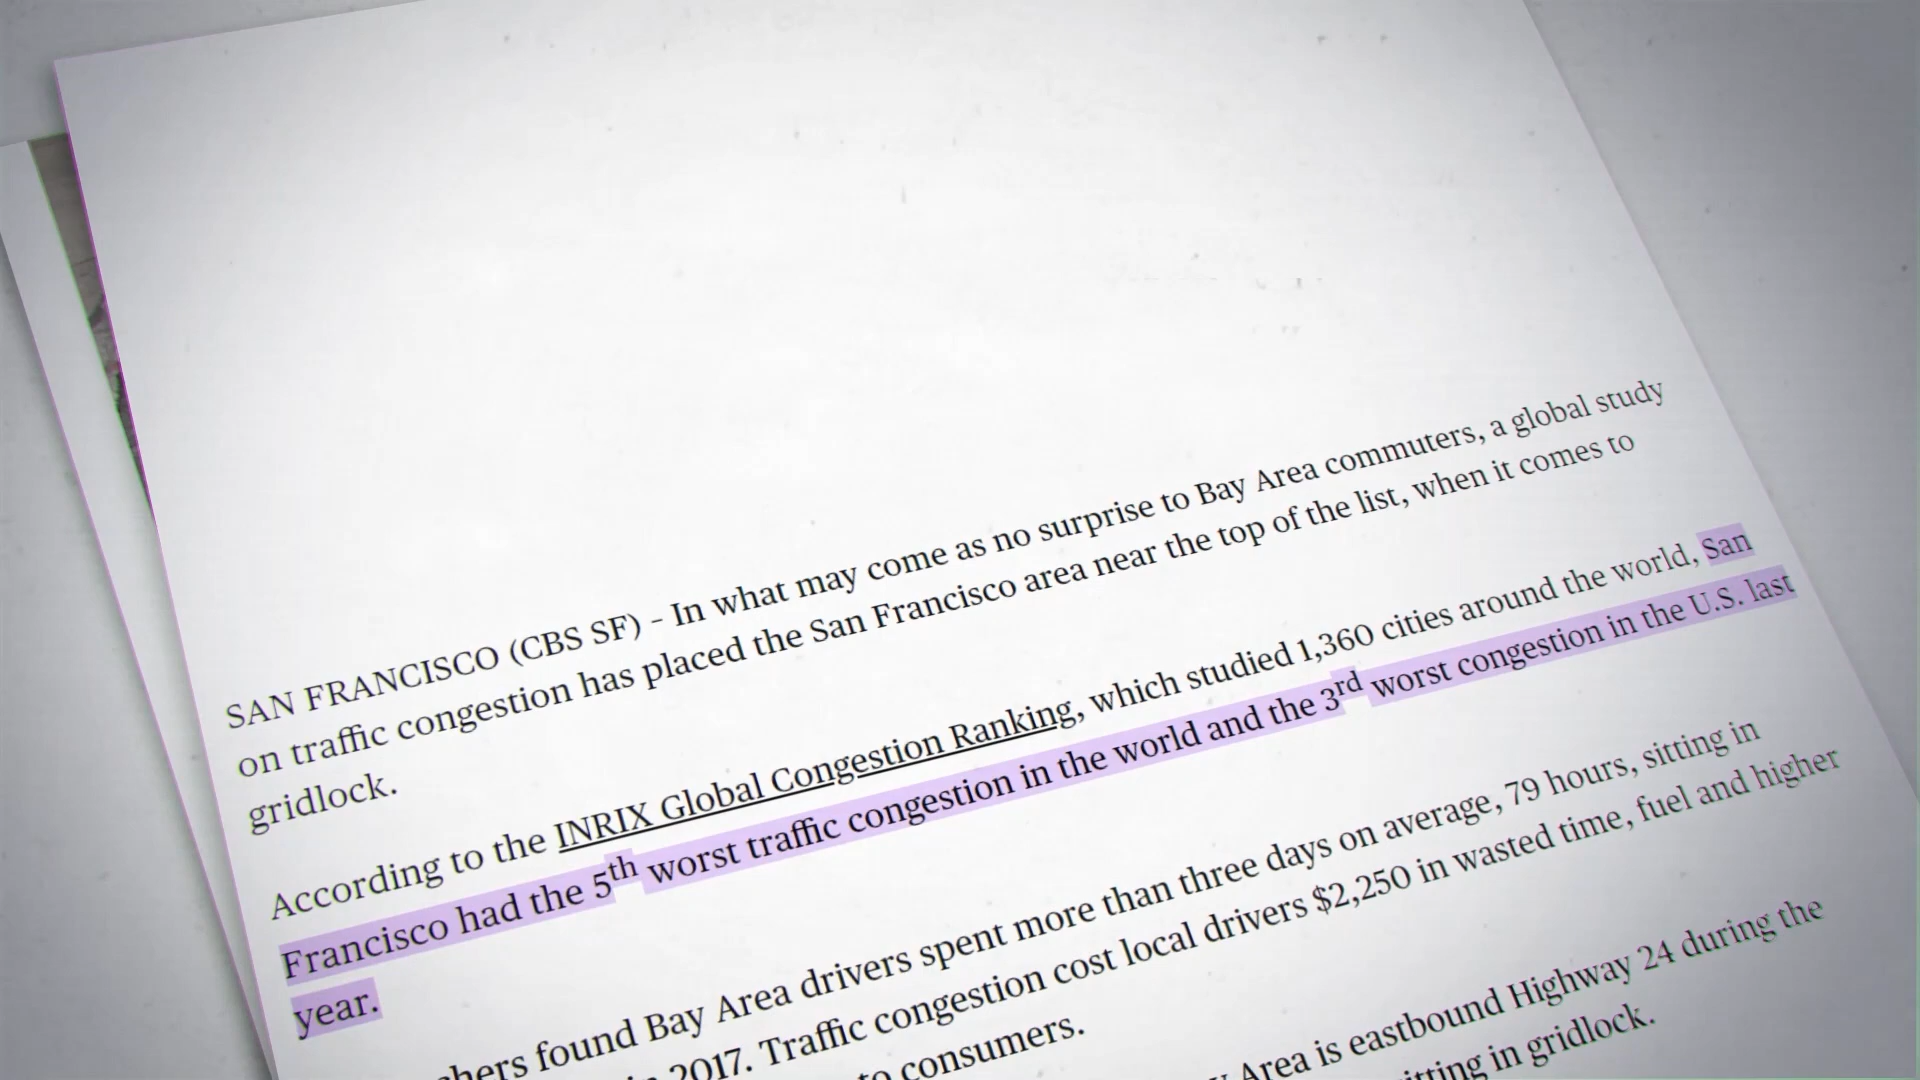 SAN FRANCISCO (CBS SF) – In what may come as no surprise to Bay Area commuters, a global study
on traffic congestion has placed the San Francisco area near the top of the list, when it comes to
gridlock.
According to the INRIX Global Congestion Ranking, which studied 1,360 cities around the world, San
Francisco had the 5th worst traffic congestion in the world and the 3rd worst congestion in the U.S. last
year.
found Bay Area drivers spent more than three days on average, 79 hours, sitting in
2017. Traffic congestion cost local drivers $2,250 in wasted time, fuel and higher
to consumers.
Area is eastbound Highway 24 during the
in gridlock.